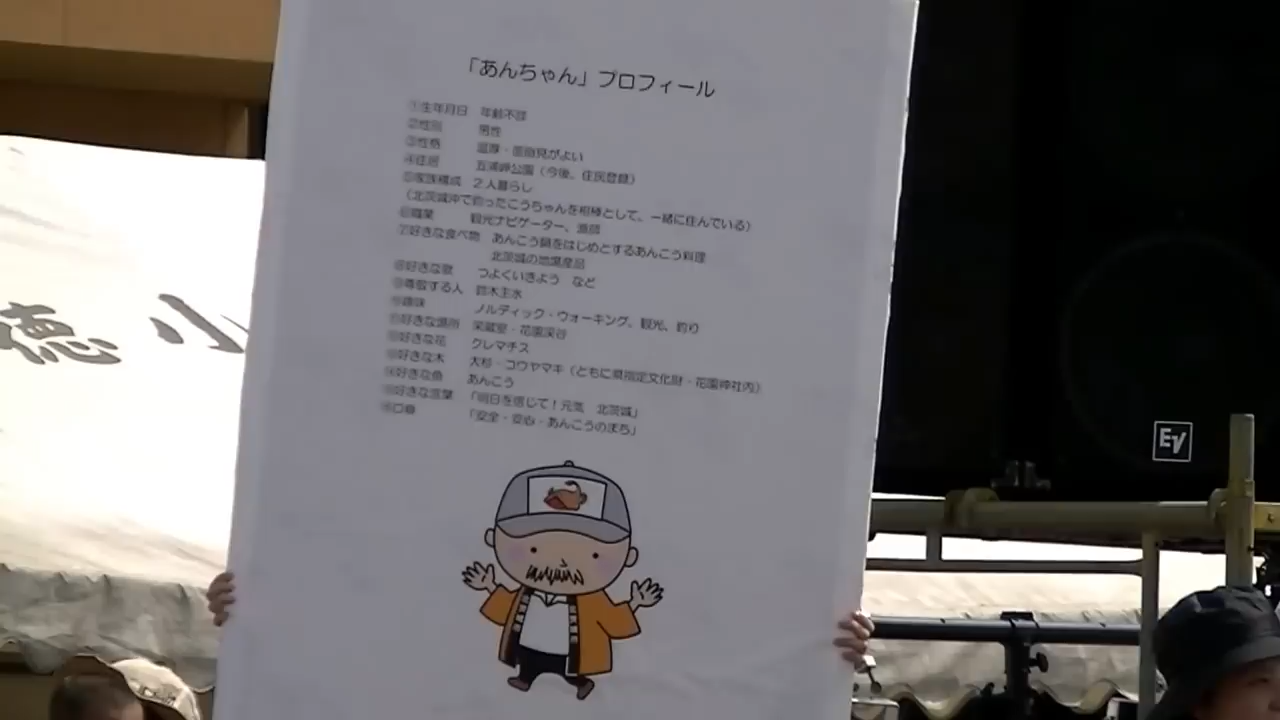 「あんちゃん」プロフィール
①生年月日 年齢不詳
②性別 男性
③性格 温厚・面倒見がよい
④住居 五浦岬公園（今後、住民登録）
⑤家族構成 2人暮らし
（北茨城沖で釣ったこうちゃんを相棒として、一緒に住んでいる）
⑥職業 観光ナビゲーター、漁師
⑦好きな食べ物 あんこう鍋をはじめとするあんこう料理
北茨城の地場産品
⑧好きな歌 つよくいきよう など
⑨尊敬する人 鈴木主水
⑩趣味 ノルディック・ウォーキング、観光、釣り
⑪好きな場所 茱萸室・花園渓谷
⑫好きな花 クレマチス
⑬好きな木 大杉・コウヤマキ（ともに県指定文化財・花園神社内）
⑭好きな魚 あんこう
⑮好きな言葉 「明日を信じて！元気 北茨城」
⑯口癖 「安全・安心・あんこうのまち」
徳 小
EV